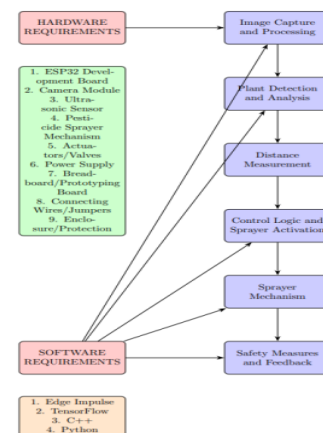 HARDWARE
REQUIREMENTS
1. ESP32 Devel-
opment Board
2. Camera Module
3. Ultra-
sonic Sensor
4. Pesti-
cide Sprayer
Mechanism
5. Actua-
tors/Valves
6. Power Supply
7. Bread-
board/Prototyping
Board
8. Connecting
Wires/Jumpers
9. Enclo-
sure/Protection
SOFTWARE
REQUIREMENTS
1. Edge Impulse
2. TensorFlow
3. C++
4. Python
Image Capture
and Processing
Plant Detection
and Analysis
Distance
Measurement
Control Logic and
Sprayer Activation
Sprayer
Mechanism
Safety Measures
and Feedback